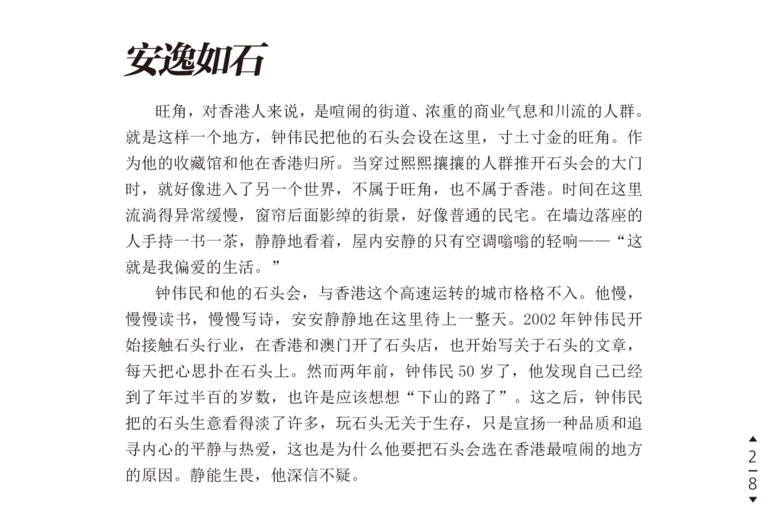 安逸如石
旺角，对香港人来说，是喧闹的街道、浓重的商业气息和川流的人群。
就是这样一个地方，钟伟民把他的石头会设在这里，寸土寸金的旺角。作
为他的收藏馆和他在香港归所。当穿过熙熙攘攘的人群推开石头会的大门
时，就好像进入了另一个世界，不属于旺角，也不属于香港。时间在这里
流淌得异常缓慢，窗帘后面影绰的街景，好像普通的民宅。在墙边落座的
人手持一书一茶，静静地看着，屋内安静的只有空调嗡嗡的轻响——“这
就是我偏爱的生活。”
钟伟民和他的石头会，与香港这个高速运转的城市格格不入。他慢，
慢慢读书，慢慢写诗，安安静静地在这里待上一整天。2002 年钟伟民开
始接触石头行业，在香港和澳门开了石头店，也开始写关于石头的文章，
每天把心思扑在石头上。然而两年前，钟伟民 50 岁了，他发现自己已经
到了年过半百的岁数，也许是应该想想“下山的路了”。这之后，钟伟民
把的石头生意看得淡了许多，玩石头无关于生存，只是宣扬一种品质和追
寻内心的平静与热爱，这也是为什么他要把石头会选在香港最喧闹的地方
的原因。静能生畏，他深信不疑。
2
8